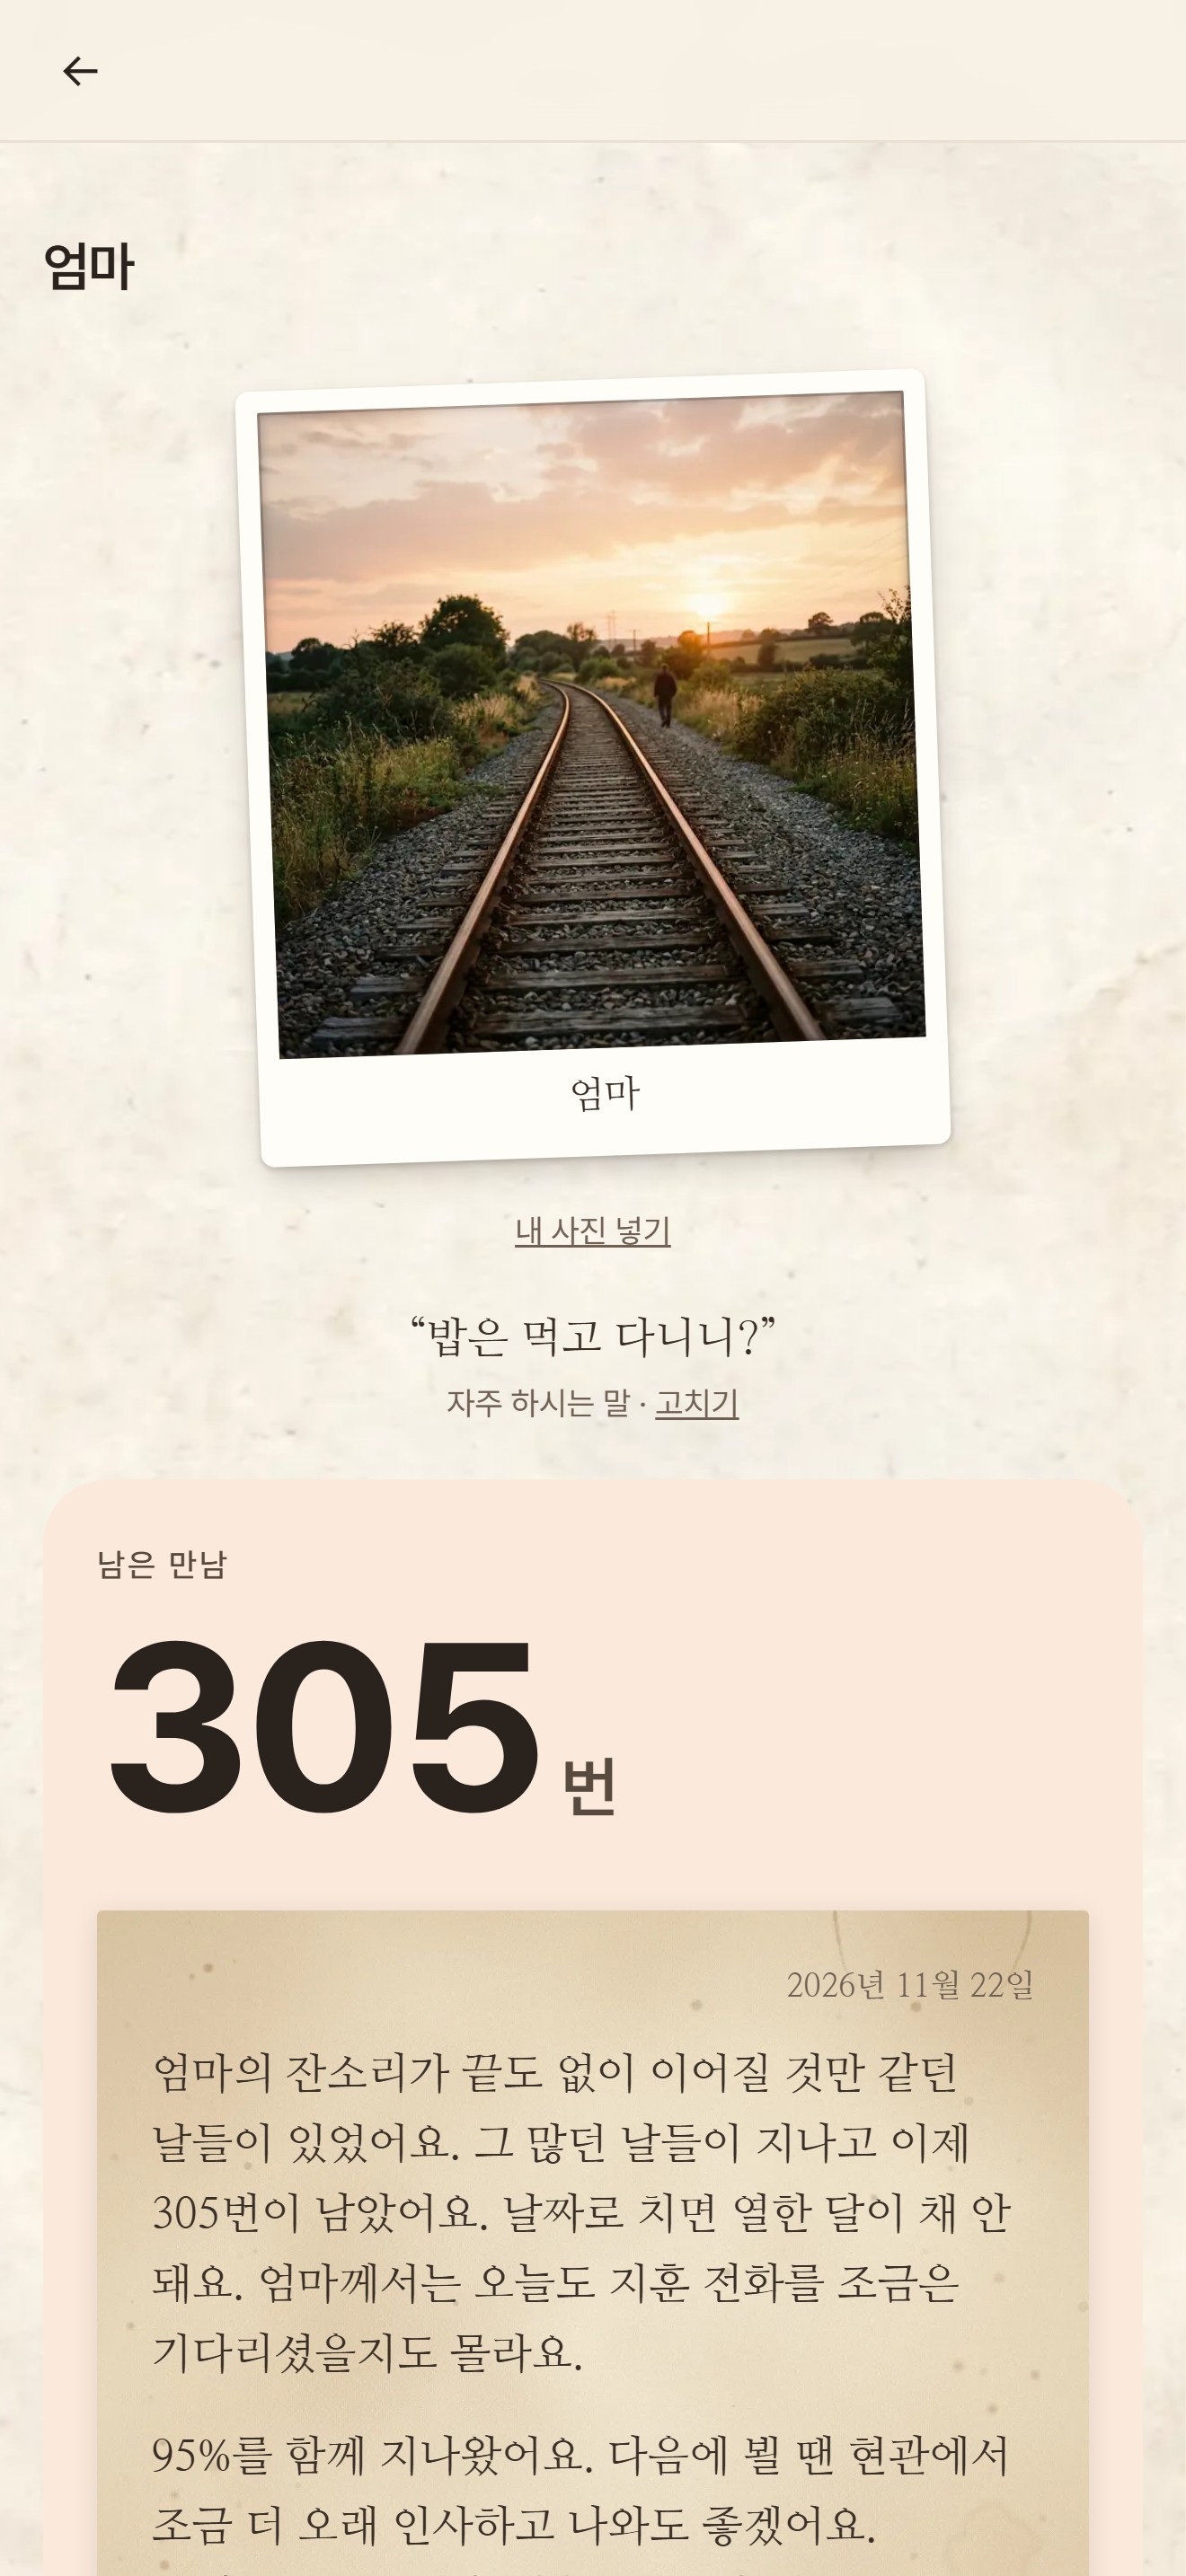 엄마
엄마
내 사진 넣기
“밥은 먹고 다니니?”
자주 하시는 말 · 고치기
남은 만남
305 번
2026년 11월 22일
엄마의 잔소리가 끝도 없이 이어질 것만 같던
날들이 있었어요. 그 많던 날들이 지나고 이제
305번이 남았어요. 날짜로 치면 열한 달이 채 안
돼요. 엄마께서는 오늘도 지훈 전화를 조금은
기다리셨을지도 몰라요.
95%를 함께 지나왔어요. 다음에 뵐 땐 현관에서
조금 더 오래 인사하고 나와도 좋겠어요.